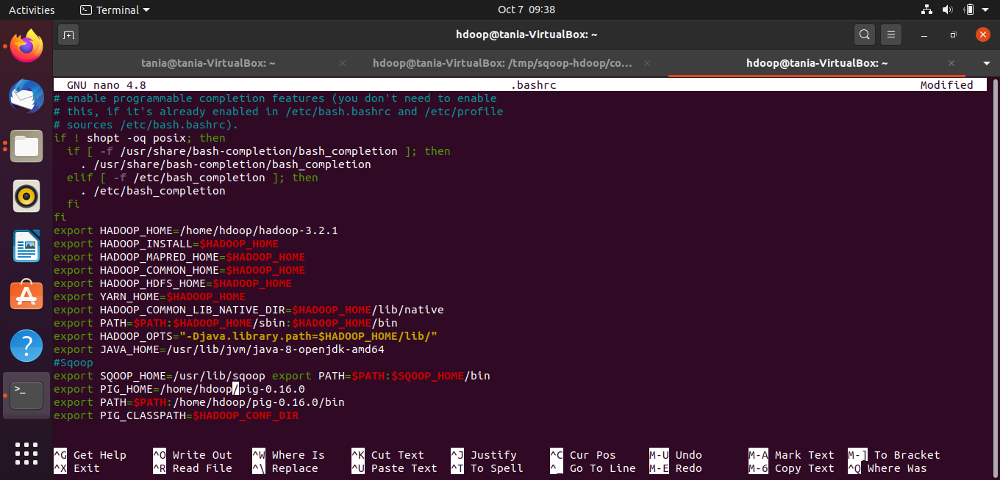 Activities Terminal Oct 7 09:38
hdoop@tania-VirtualBox: ~
tania@tania-VirtualBox: ~ hdoop@tania-VirtualBox: /tmp/sqoop-hdoop/co... hdoop@tania-VirtualBox: ~
GNU nano 4.8 .bashrc Modified
# enable programmable completion features (you don't need to enable
# this, if it's already enabled in /etc/bash.bashrc and /etc/profile
# sources /etc/bash.bashrc).
if ! shopt -oq posix; then
  if [ -f /usr/share/bash-completion/bash_completion ]; then
    . /usr/share/bash-completion/bash_completion
  elif [ -f /etc/bash_completion ]; then
    . /etc/bash_completion
  fi
fi
export HADOOP_HOME=/home/hdoop/hadoop-3.2.1
export HADOOP_INSTALL=$HADOOP_HOME
export HADOOP_MAPRED_HOME=$HADOOP_HOME
export HADOOP_COMMON_HOME=$HADOOP_HOME
export HADOOP_HDFS_HOME=$HADOOP_HOME
export YARN_HOME=$HADOOP_HOME
export HADOOP_COMMON_LIB_NATIVE_DIR=$HADOOP_HOME/lib/native
export PATH=$PATH:$HADOOP_HOME/sbin:$HADOOP_HOME/bin
export HADOOP_OPTS="-Djava.library.path=$HADOOP_HOME/lib/"
export JAVA_HOME=/usr/lib/jvm/java-8-openjdk-amd64
#Sqoop
export SQOOP_HOME=/usr/lib/sqoop export PATH=$PATH:$SQOOP_HOME/bin
export PIG_HOME=/home/hdoop/pig-0.16.0
export PATH=$PATH:/home/hdoop/pig-0.16.0/bin
export PIG_CLASSPATH=$HADOOP_CONF_DIR
^G Get Help ^O Write Out ^W Where Is ^K Cut Text ^J Justify ^C Cur Pos M-U Undo M-A Mark Text M-] To Bracket
^X Exit ^R Read File ^\ Replace ^U Paste Text ^T To Spell ^_ Go To Line M-E Redo M-6 Copy Text ^Q Where Was